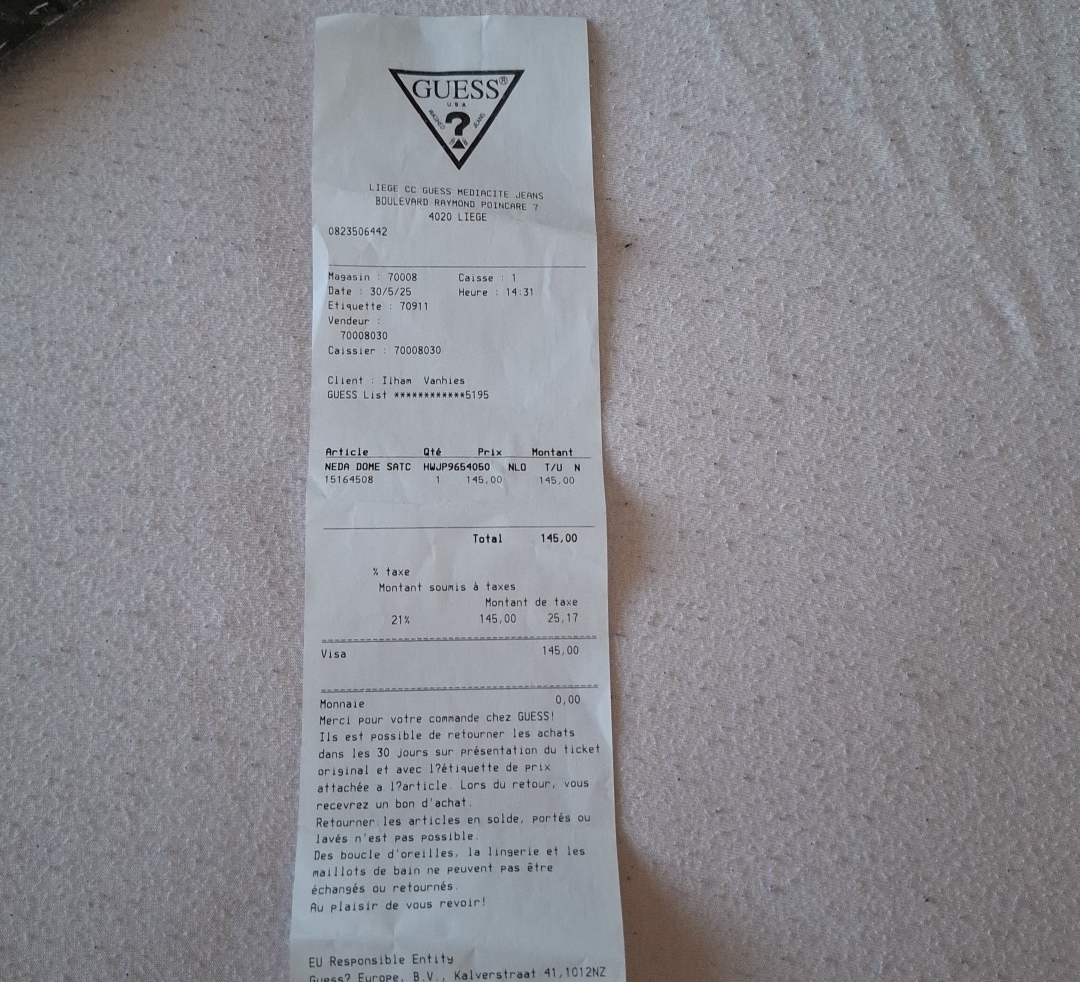 GUESS®
U.S.A
WASHED JEANS
?
LIEGE CC GUESS MEDIACITE JEANS
BOULEVARD RAYMOND POINCARE 7
4020 LIEGE
0823506442
Magasin : 70008 Caisse : 1
Date : 30/5/25 Heure : 14:31
Etiquette : 70911
Vendeur :
70008030
Caissier : 70008030
Client : Ilham Vanhies
GUESS List ************5195
Article Qté Prix Montant
NEDA DOME SATC HWJP9654050 NLO T/U N
15164508 1 145,00 145,00
Total 145,00
% taxe
Montant soumis à taxes
Montant de taxe
21% 145,00 25,17
Visa 145,00
Monnaie 0,00
Merci pour votre commande chez GUESS!
Ils est possible de retourner les achats
dans les 30 jours sur présentation du ticket
original et avec l?étiquette de prix
attachée a l?article. Lors du retour, vous
recevrez un bon d'achat.
Retourner les articles en solde, portés ou
lavés n'est pas possible.
Des boucle d'oreilles, la lingerie et les
maillots de bain ne peuvent pas être
échangés ou retournés.
Au plaisir de vous revoir!
EU Responsible Entity
Guess? Europe, B.V., Kalverstraat 41,1012NZ